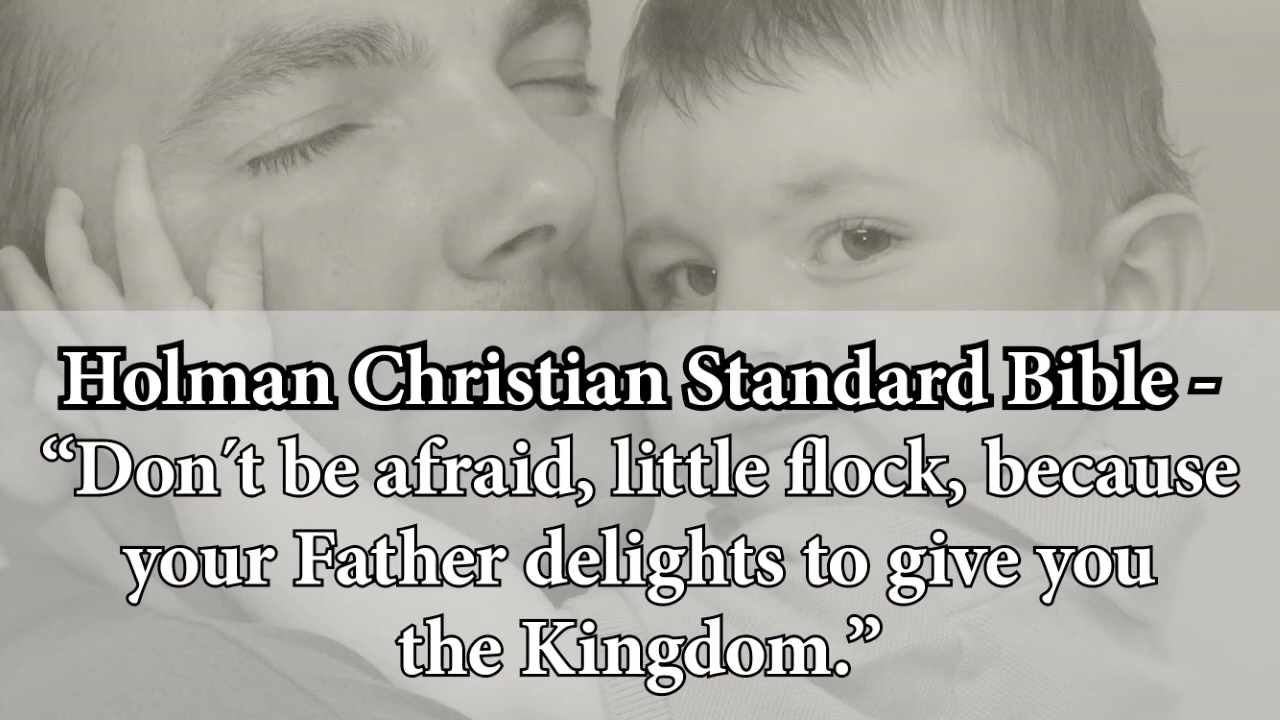 Holman Christian Standard Bible -
“Don´t be afraid, little flock, because
your Father delights to give you
the Kingdom.”